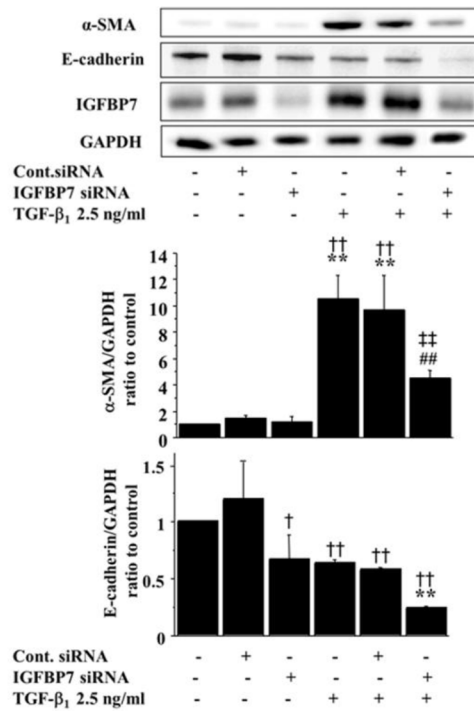 α-SMA
E-cadherin
IGFBP7
GAPDH
Cont.siRNA - + - - + -
IGFBP7 siRNA - - + - - +
TGF-β1 2.5 ng/ml - - - + + +
α-SMA/GAPDH
ratio to control
14
12
10
8
6
4
2
0
††
**
††
**
‡‡
##
E-cadherin/GAPDH
ratio to control
1.5
1
0.5
0
†
††
††
††
**
Cont. siRNA - + - - + -
IGFBP7 siRNA - - + - - +
TGF-β1 2.5 ng/ml - - - + + +